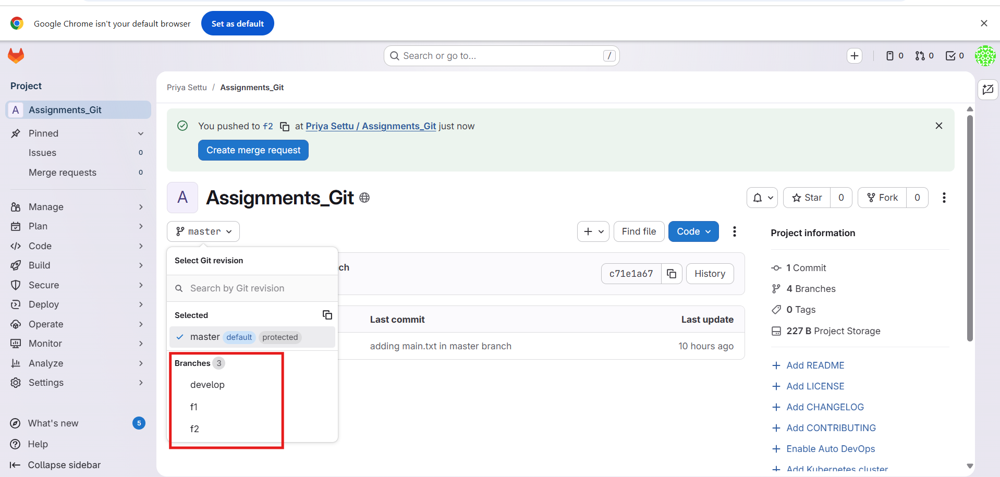 Google Chrome isn't your default browser Set as default
Search or go to... /
0 0 0
Project
A Assignments_Git
Pinned
Issues 0
Merge requests 0
Manage
Plan
Code
Build
Secure
Deploy
Operate
Monitor
Analyze
Settings
What's new 5
Help
Collapse sidebar
Priya Settu / Assignments_Git
You pushed to f2 at Priya Settu / Assignments_Git just now
Create merge request
A Assignments_Git
Star 0 Fork 0
master
Find file Code
Select Git revision
Search by Git revision
Selected
master default protected
Branches 3
develop
f1
f2
ch
c71e1a67 History
Last commit Last update
adding main.txt in master branch 10 hours ago
Project information
1 Commit
4 Branches
0 Tags
227 B Project Storage
Add README
Add LICENSE
Add CHANGELOG
Add CONTRIBUTING
Enable Auto DevOps
Add Kubernetes cluster